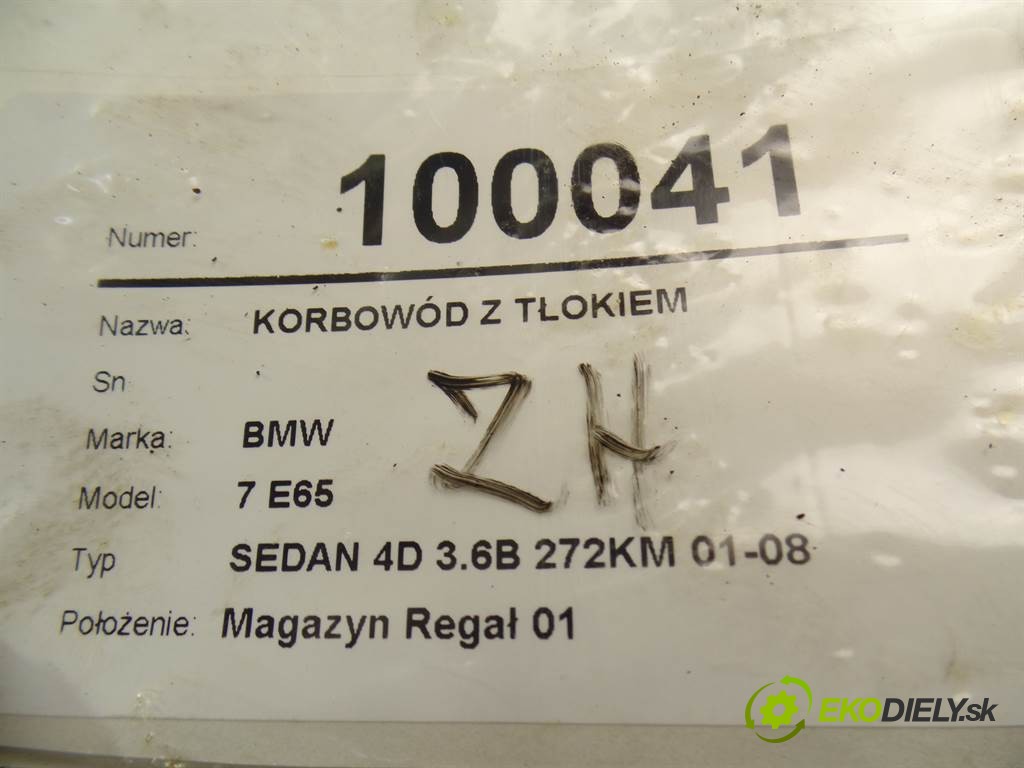 Numer: 100041
Nazwa: KORBOWÓD Z TŁOKIEM
Sn
ZH
Marka: BMW
Model: 7 E65
Typ SEDAN 4D 3.6B 272KM 01-08
Położenie: Magazyn Regał 01
EKODIELY.sk